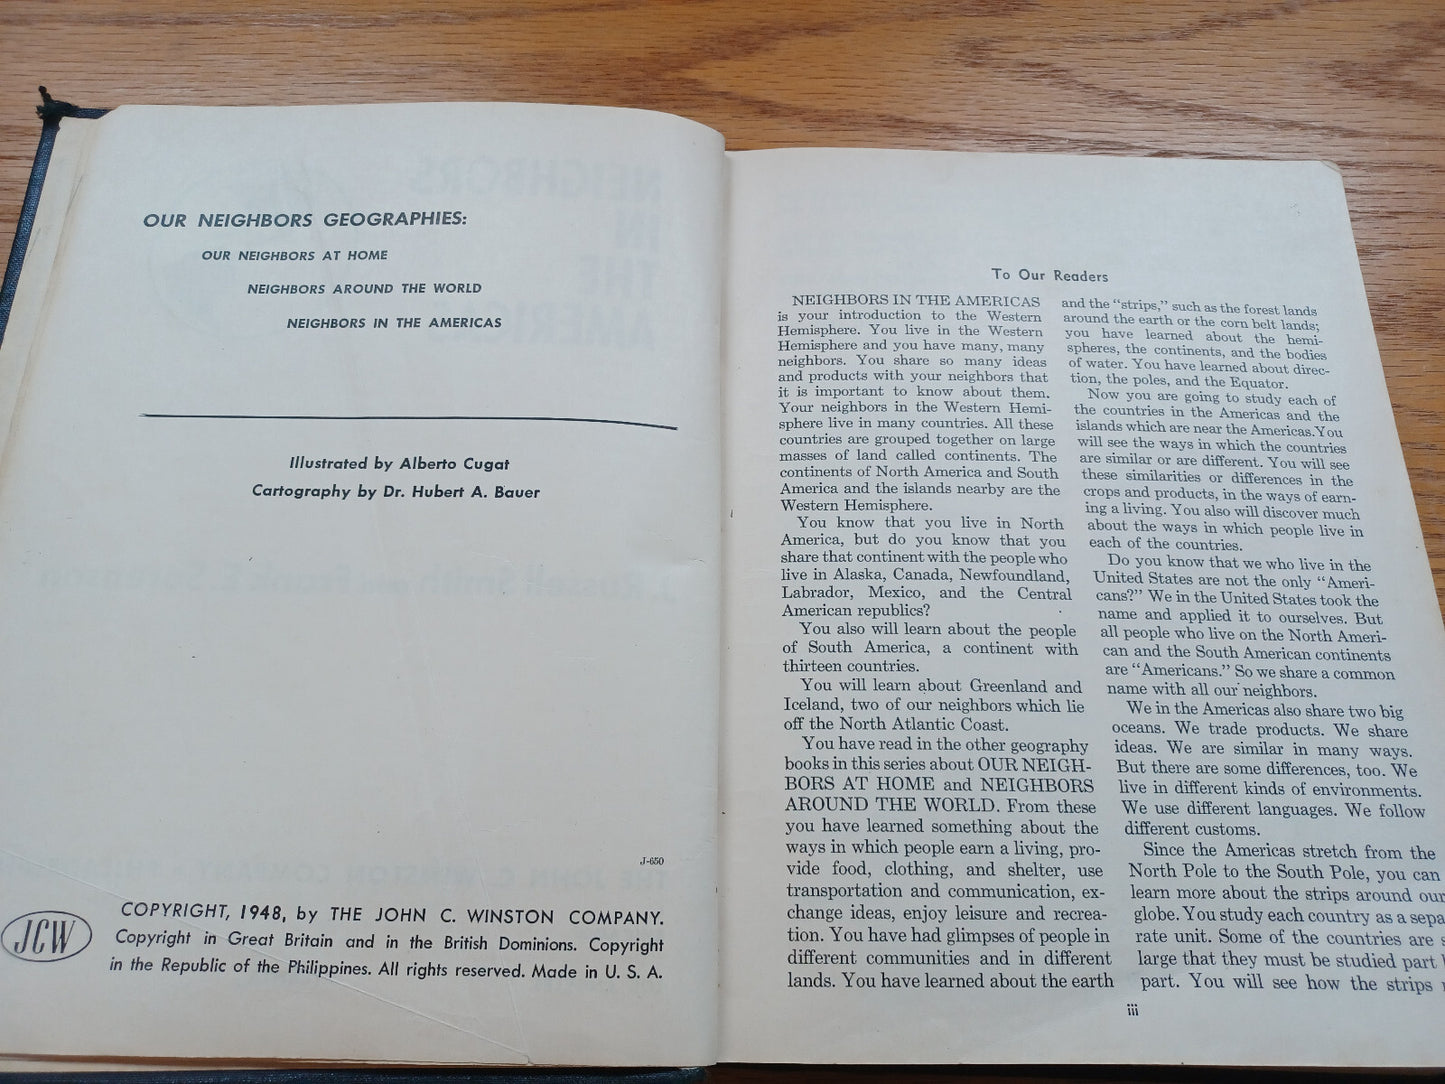 OUR NEIGHBORS GEOGRAPHIES:
OUR NEIGHBORS AT HOME
NEIGHBORS AROUND THE WORLD
NEIGHBORS IN THE AMERICAS
Illustrated by Alberto Cugat
Cartography by Dr. Hubert A. Bauer
J-650
JCW
COPYRIGHT, 1948, by THE JOHN C. WINSTON COMPANY.
Copyright in Great Britain and in the British Dominions. Copyright
in the Republic of the Philippines. All rights reserved. Made in U. S. A.
To Our Readers
NEIGHBORS IN THE AMERICAS
is your introduction to the Western
Hemisphere. You live in the Western
Hemisphere and you have many, many
neighbors. You share so many ideas
and products with your neighbors that
it is important to know about them.
Your neighbors in the Western Hemi-
sphere live in many countries. All these
countries are grouped together on large
masses of land called continents. The
continents of North America and South
America and the islands nearby are the
Western Hemisphere.
You know that you live in North
America, but do you know that you
share that continent with the people who
live in Alaska, Canada, Newfoundland,
Labrador, Mexico, and the Central
American republics?
You also will learn about the people
of South America, a continent with
thirteen countries.
You will learn about Greenland and
Iceland, two of our neighbors which lie
off the North Atlantic Coast.
You have read in the other geography
books in this series about OUR NEIGH-
BORS AT HOME and NEIGHBORS
AROUND THE WORLD. From these
you have learned something about the
ways in which people earn a living, pro-
vide food, clothing, and shelter, use
transportation and communication, ex-
change ideas, enjoy leisure and recrea-
tion. You have had glimpses of people in
different communities and in different
lands. You have learned about the earth
and the "strips," such as the forest lands
around the earth or the corn belt lands;
you have learned about the hemi-
spheres, the continents, and the bodies
of water. You have learned about direc-
tion, the poles, and the Equator.
Now you are going to study each of
the countries in the Americas and the
islands which are near the Americas. You
will see the ways in which the countries
are similar or are different. You will see
these similarities or differences in the
crops and products, in the ways of earn-
ing a living. You also will discover much
about the ways in which people live in
each of the countries.
Do you know that we who live in the
United States are not the only "Ameri-
cans?" We in the United States took the
name and applied it to ourselves. But
all people who live on the North Ameri-
can and the South American continents
are "Americans." So we share a common
name with all our neighbors.
We in the Americas also share two big
oceans. We trade products. We share
ideas. We are similar in many ways.
But there are some differences, too. We
live in different kinds of environments.
We use different languages. We follow
different customs.
Since the Americas stretch from the
North Pole to the South Pole, you can
learn more about the strips around our
globe. You study each country as a sepa
rate unit. Some of the countries are
large that they must be studied part
part. You will see how the strips
iii